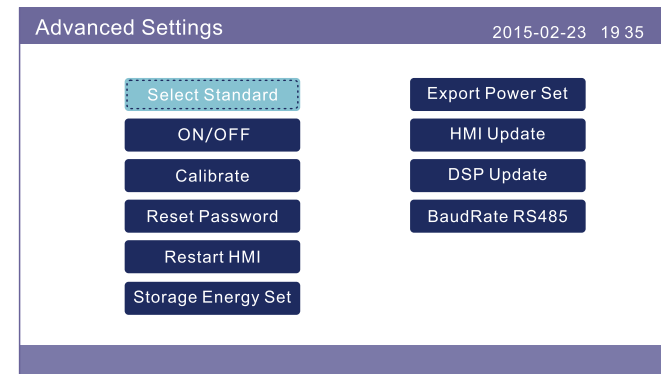 Advanced Settings
2015-02-23 19 35
Select Standard
ON/OFF
Calibrate
Reset Password
Restart HMI
Storage Energy Set
Export Power Set
HMI Update
DSP Update
BaudRate RS485